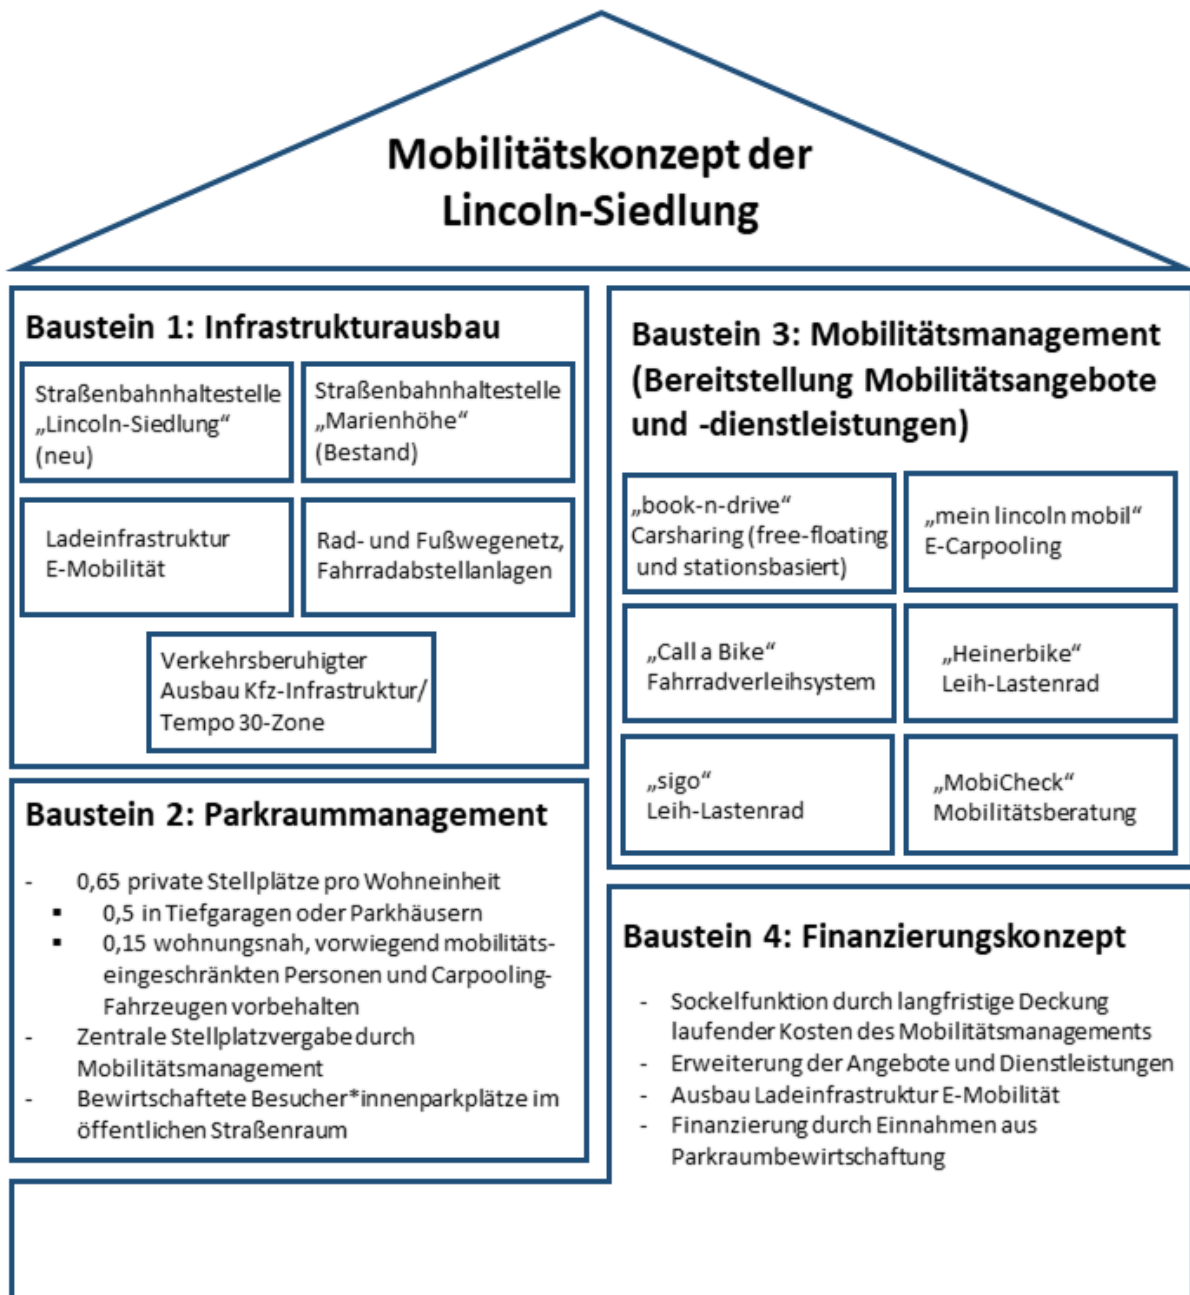 Mobilitätskonzept der
Lincoln-Siedlung
Baustein 1: Infrastrukturausbau
Straßenbahnhaltestelle
„Lincoln-Siedlung“
(neu)
Straßenbahnhaltestelle
„Marienhöhe“
(Bestand)
Ladeinfrastruktur
E-Mobilität
Rad- und Fußwegenetz,
Fahrradabstellanlagen
Verkehrsberuhigter
Ausbau Kfz-Infrastruktur/
Tempo 30-Zone
Baustein 2: Parkraummanagement
- 0,65 private Stellplätze pro Wohneinheit
▪ 0,5 in Tiefgaragen oder Parkhäusern
▪ 0,15 wohnungsnah, vorwiegend mobilitäts-
eingeschränkten Personen und Carpooling-
Fahrzeugen vorbehalten
- Zentrale Stellplatzvergabe durch
Mobilitätsmanagement
- Bewirtschaftete Besucher*innenparkplätze im
öffentlichen Straßenraum
Baustein 3: Mobilitätsmanagement
(Bereitstellung Mobilitätsangebote
und -dienstleistungen)
„book-n-drive“
Carsharing (free-floating
und stationsbasiert)
„mein lincoln mobil“
E-Carpooling
„Call a Bike“
Fahrradverleihsystem
„Heinerbike“
Leih-Lastenrad
„sigo“
Leih-Lastenrad
„MobiCheck“
Mobilitätsberatung
Baustein 4: Finanzierungskonzept
- Sockelfunktion durch langfristige Deckung
laufender Kosten des Mobilitätsmanagements
- Erweiterung der Angebote und Dienstleistungen
- Ausbau Ladeinfrastruktur E-Mobilität
- Finanzierung durch Einnahmen aus
Parkraumbewirtschaftung